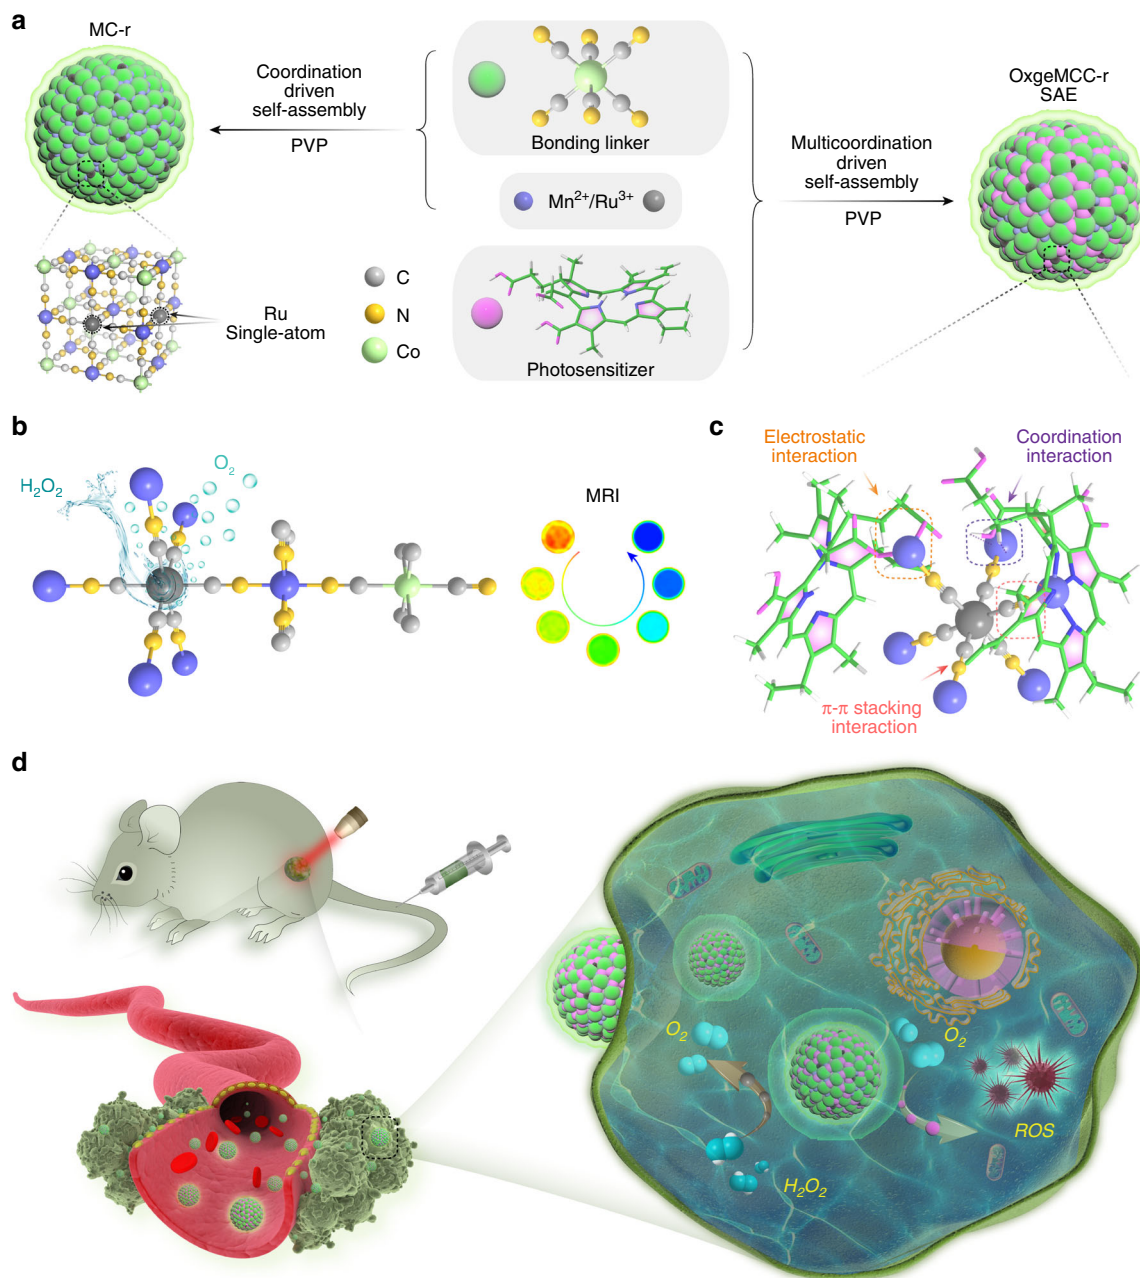 a
MC-r
Coordination
driven
self-assembly
PVP
Bonding linker
Mn²⁺/Ru³⁺
Photosensitizer
Multicoordination
driven
self-assembly
PVP
OxgeMCC-r
SAE
Ru
Single-atom
C
N
Co
b
H₂O₂
O₂
MRI
c
Electrostatic
interaction
Coordination
interaction
π-π stacking
interaction
d
O₂
O₂
H₂O₂
ROS